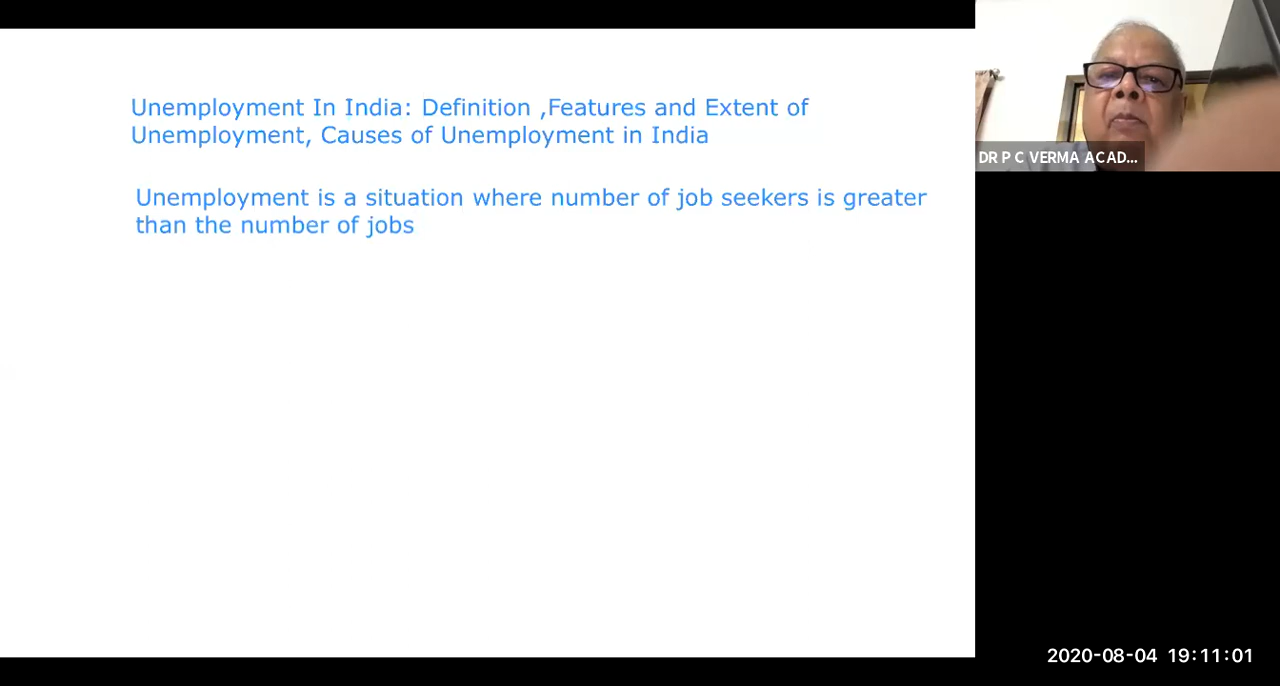 Unemployment In India: Definition ,Features and Extent of
Unemployment, Causes of Unemployment in India
Unemployment is a situation where number of job seekers is greater
than the number of jobs
DR P C VERMA ACAD...
2020-08-04 19:11:01